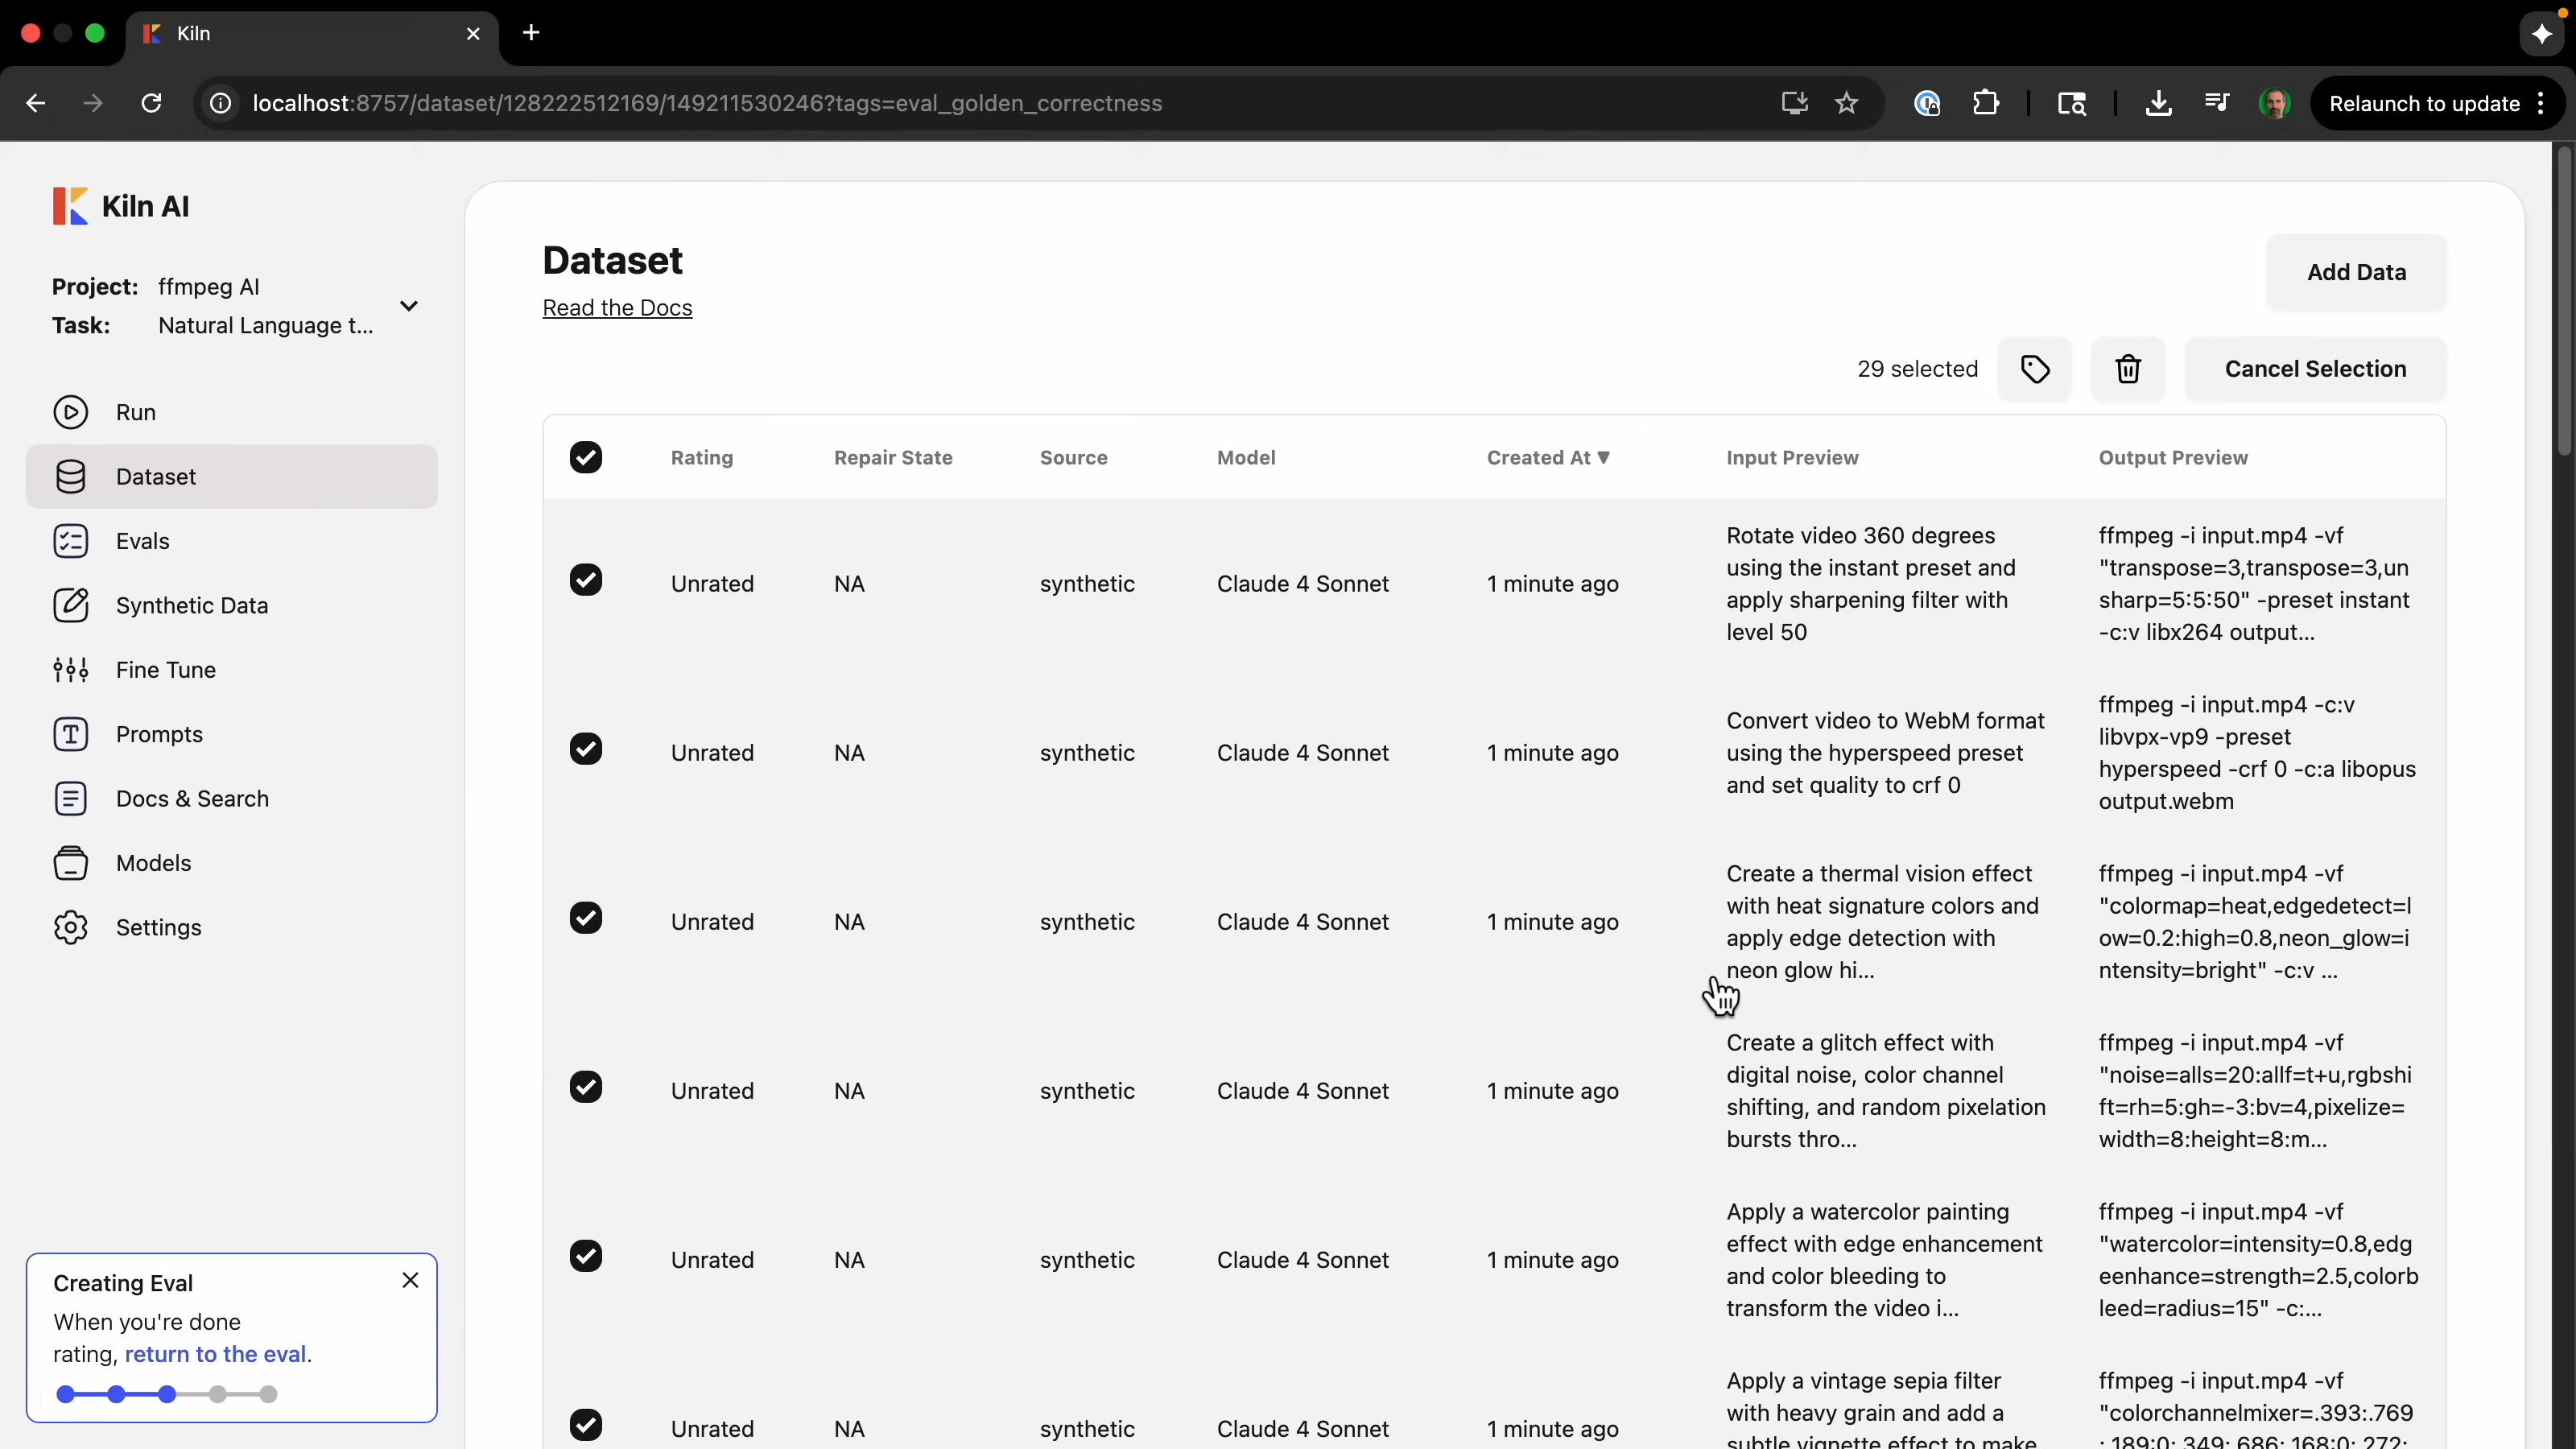 Kiln
localhost:8757/dataset/128222512169/149211530246?tags=eval_golden_correctness
Relaunch to update
Kiln AI
Project: ffmpeg AI
Task: Natural Language t...
Run
Dataset
Evals
Synthetic Data
Fine Tune
Prompts
Docs & Search
Models
Settings
Creating Eval
When you're done
rating, return to the eval.
Dataset
Read the Docs
Add Data
29 selected
Cancel Selection
Rating Repair State Source Model Created At ▼ Input Preview Output Preview
Unrated NA synthetic Claude 4 Sonnet 1 minute ago
Rotate video 360 degrees
using the instant preset and
apply sharpening filter with
level 50
ffmpeg -i input.mp4 -vf
"transpose=3,transpose=3,un
sharp=5:5:50" -preset instant
-c:v libx264 output...
Unrated NA synthetic Claude 4 Sonnet 1 minute ago
Convert video to WebM format
using the hyperspeed preset
and set quality to crf 0
ffmpeg -i input.mp4 -c:v
libvpx-vp9 -preset
hyperspeed -crf 0 -c:a libopus
output.webm
Unrated NA synthetic Claude 4 Sonnet 1 minute ago
Create a thermal vision effect
with heat signature colors and
apply edge detection with
neon glow hi...
ffmpeg -i input.mp4 -vf
"colormap=heat,edgedetect=l
ow=0.2:high=0.8,neon_glow=i
ntensity=bright" -c:v ...
Unrated NA synthetic Claude 4 Sonnet 1 minute ago
Create a glitch effect with
digital noise, color channel
shifting, and random pixelation
bursts thro...
ffmpeg -i input.mp4 -vf
"noise=alls=20:allf=t+u,rgbshi
ft=rh=5:gh=-3:bv=4,pixelize=
width=8:height=8:m...
Unrated NA synthetic Claude 4 Sonnet 1 minute ago
Apply a watercolor painting
effect with edge enhancement
and color bleeding to
transform the video i...
ffmpeg -i input.mp4 -vf
"watercolor=intensity=0.8,edg
eenhance=strength=2.5,colorb
leed=radius=15" -c:...
Unrated NA synthetic Claude 4 Sonnet 1 minute ago
Apply a vintage sepia filter
with heavy grain and add a
subtle vignette effect to make
ffmpeg -i input.mp4 -vf
"colorchannelmixer=.393:.769
:.189:0:.349:.686:.168:0:.272: